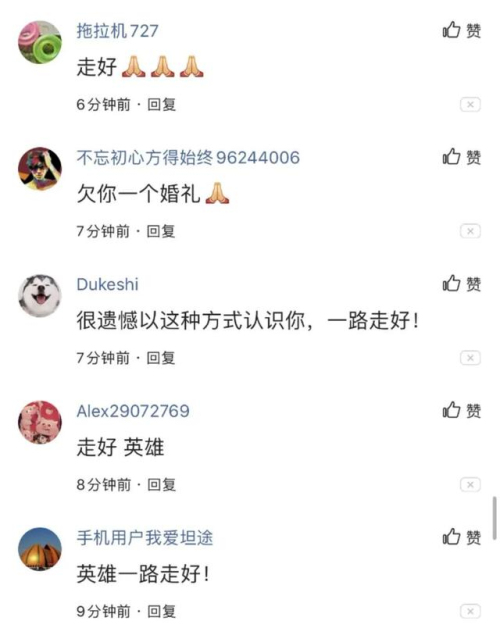 拖拉机727
赞
走好🙏🙏🙏
6分钟前 · 回复
不忘初心方得始终96244006
赞
欠你一个婚礼🙏
7分钟前 · 回复
Dukeshi
赞
很遗憾以这种方式认识你，一路走好！
7分钟前 · 回复
Alex29072769
赞
走好 英雄
8分钟前 · 回复
手机用户我爱坦途
赞
英雄一路走好！
9分钟前 · 回复